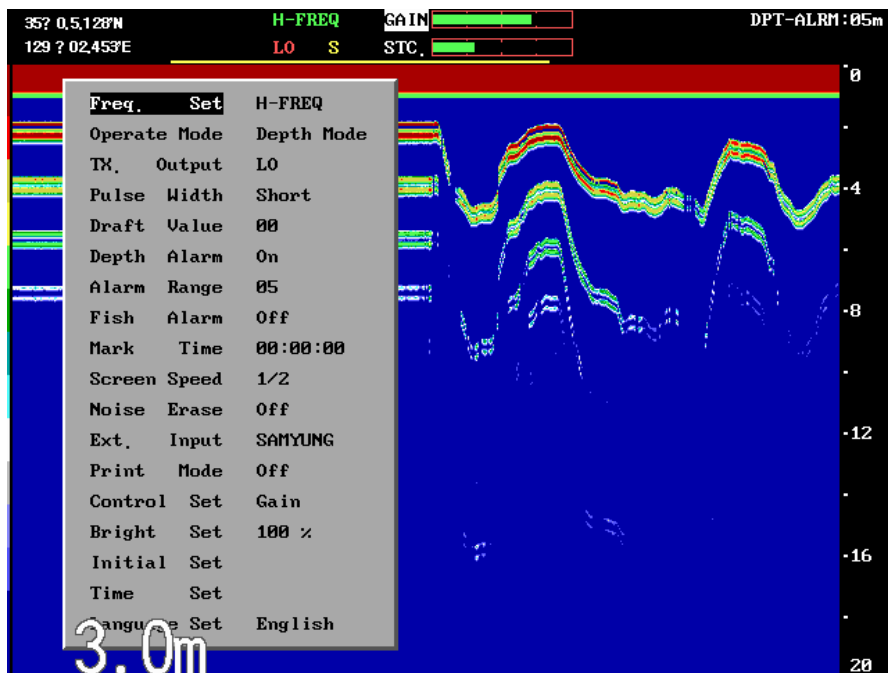 35? 0,5,128'N H-FREQ GAIN DPT-ALRM:05m
129 ? 02,453'E LO S STC.
0
Freq. Set H-FREQ
Operate Mode Depth Mode
TX. Output LO
Pulse Width Short
-4
Draft Value 00
Depth Alarm On
Alarm Range 05
Fish Alarm Off
-8
Mark Time 00:00:00
Screen Speed 1/2
Noise Erase Off
Ext. Input SAMYUNG
-12
Print Mode Off
Control Set Gain
Bright Set 100 %
Initial Set
-16
Time Set
Language Set English
3.0m
20